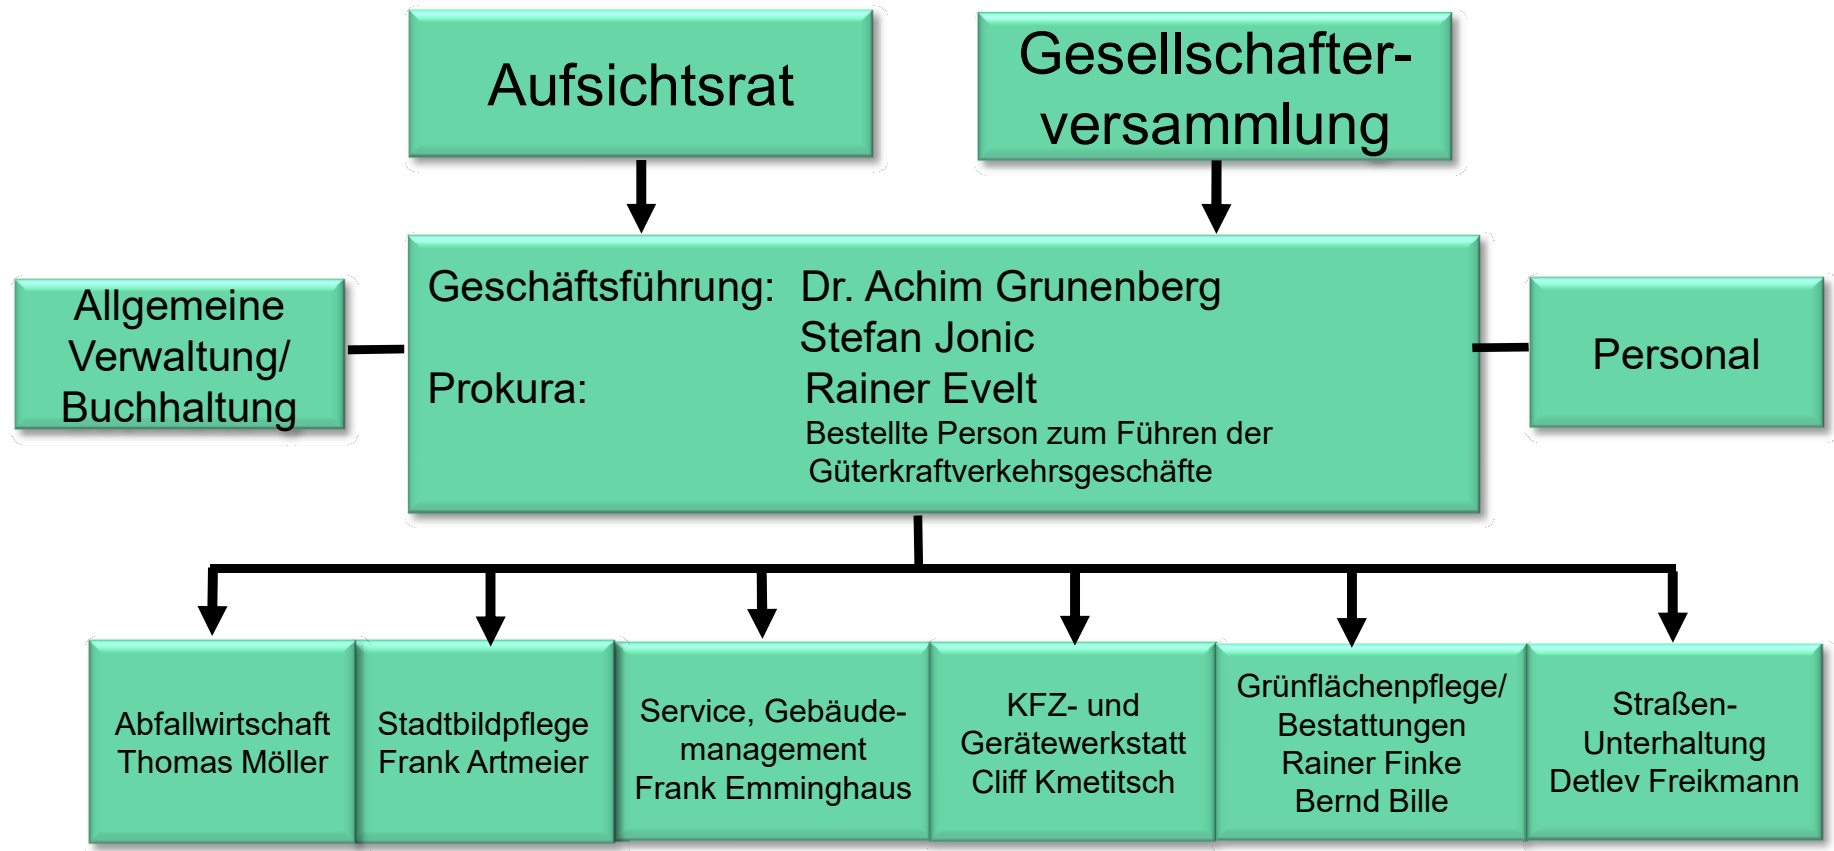 Aufsichtsrat
Gesellschafter-
versammlung
Allgemeine
Verwaltung/
Buchhaltung
Geschäftsführung: Dr. Achim Grunenberg
Stefan Jonic
Prokura: Rainer Evelt
Bestellte Person zum Führen der
Güterkraftverkehrsgeschäfte
Personal
Abfallwirtschaft
Thomas Möller
Stadtbildpflege
Frank Artmeier
Service, Gebäude-
management
Frank Emminghaus
KFZ- und
Gerätewerkstatt
Cliff Kmetitsch
Grünflächenpflege/
Bestattungen
Rainer Finke
Bernd Bille
Straßen-
Unterhaltung
Detlev Freikmann